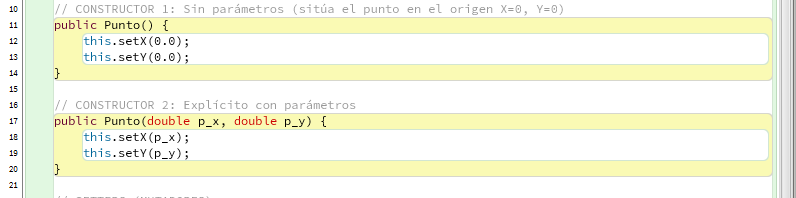 10 // CONSTRUCTOR 1: Sin parámetros (sitúa el punto en el origen X=0, Y=0)
11 public Punto() {
12 this.setX(0.0);
13 this.setY(0.0);
14 }
15
16 // CONSTRUCTOR 2: Explícito con parámetros
17 public Punto(double p_x, double p_y) {
18 this.setX(p_x);
19 this.setY(p_y);
20 }
21